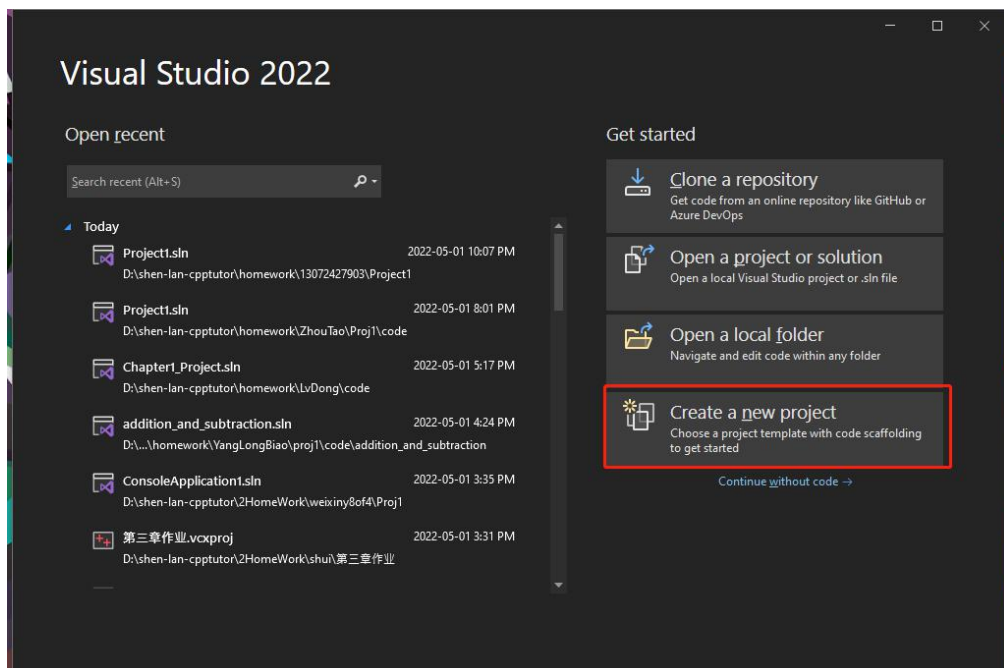 Visual Studio 2022
Open recent
Search recent (Alt+S)
Today
Project1.sln 2022-05-01 10:07 PM
D:\shen-lan-cpptutor\homework\13072427903\Project1
Project1.sln 2022-05-01 8:01 PM
D:\shen-lan-cpptutor\homework\ZhouTao\Proj1\code
Chapter1_Project.sln 2022-05-01 5:17 PM
D:\shen-lan-cpptutor\homework\LvDong\code
addition_and_subtraction.sln 2022-05-01 4:24 PM
D:\...\homework\YangLongBiao\proj1\code\addition_and_subtraction
ConsoleApplication1.sln 2022-05-01 3:35 PM
D:\shen-lan-cpptutor\2HomeWork\weixiny8of4\Proj1
第三章作业.vcxproj 2022-05-01 3:31 PM
D:\shen-lan-cpptutor\2HomeWork\shui\第三章作业
Get started
Clone a repository
Get code from an online repository like GitHub or
Azure DevOps
Open a project or solution
Open a local Visual Studio project or .sln file
Open a local folder
Navigate and edit code within any folder
Create a new project
Choose a project template with code scaffolding
to get started
Continue without code →